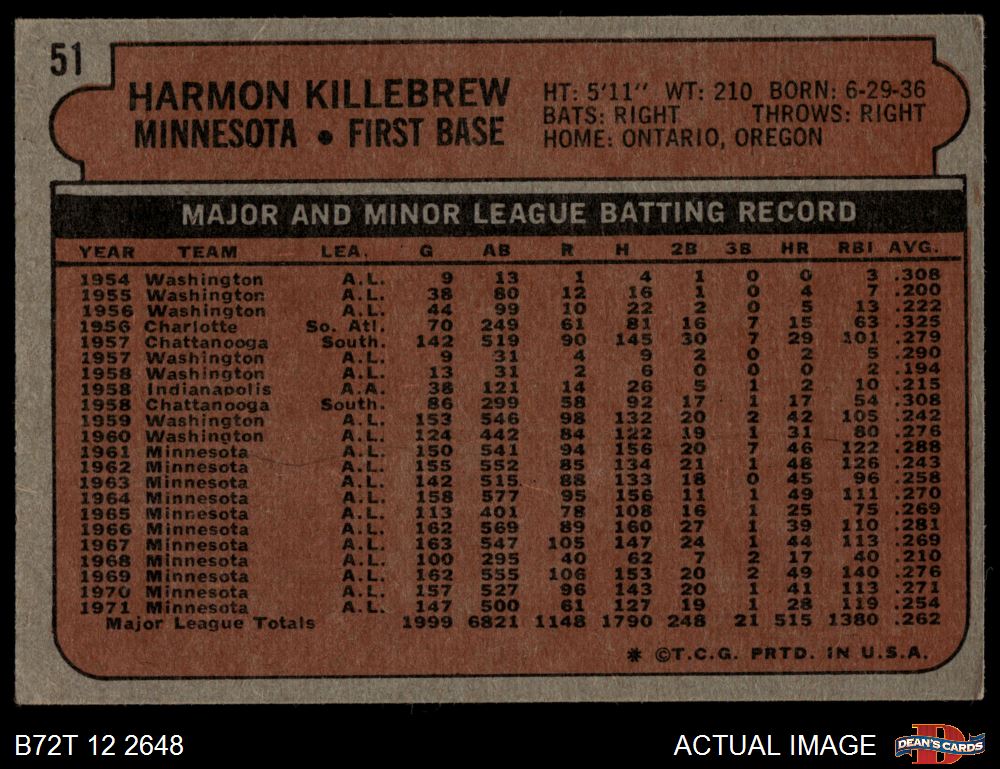 51
HARMON KILLEBREW
MINNESOTA • FIRST BASE
HT: 5'11" WT: 210 BORN: 6-29-36
BATS: RIGHT THROWS: RIGHT
HOME: ONTARIO, OREGON
MAJOR AND MINOR LEAGUE BATTING RECORD
YEAR TEAM LEA. G AB R H 2B 3B HR RBI AVG.
1954 Washington A.L. 9 13 1 4 1 0 0 3 .308
1955 Washington A.L. 38 80 12 16 1 0 4 7 .200
1956 Washington A.L. 44 99 10 22 2 0 5 13 .222
1956 Charlotte So. Atl. 70 249 61 81 16 7 15 63 .325
1957 Chattanooga South. 142 519 90 145 30 7 29 101 .279
1957 Washington A.L. 9 31 4 9 2 0 2 5 .290
1958 Washington A.L. 13 31 2 6 0 0 0 2 .194
1958 Indianapolis A.A. 38 121 14 26 5 1 2 10 .215
1958 Chattanooga South. 86 299 58 92 17 1 17 54 .308
1959 Washington A.L. 153 546 98 132 20 2 42 105 .242
1960 Washington A.L. 124 442 84 122 19 1 31 80 .276
1961 Minnesota A.L. 150 541 94 156 20 7 46 122 .288
1962 Minnesota A.L. 155 552 85 134 21 1 48 126 .243
1963 Minnesota A.L. 142 515 88 133 18 0 45 96 .258
1964 Minnesota A.L. 158 577 95 156 11 1 49 111 .270
1965 Minnesota A.L. 113 401 78 108 16 1 25 75 .269
1966 Minnesota A.L. 162 569 89 160 27 1 39 110 .281
1967 Minnesota A.L. 163 547 105 147 24 1 44 113 .269
1968 Minnesota A.L. 100 295 40 62 7 2 17 40 .210
1969 Minnesota A.L. 162 555 106 153 20 2 49 140 .276
1970 Minnesota A.L. 157 527 96 143 20 1 41 113 .271
1971 Minnesota A.L. 147 500 61 127 19 1 28 119 .254
Major League Totals 1999 6821 1148 1790 248 21 515 1380 .262
* ©T.C.G. PRTD. IN U.S.A.
B72T 12 2648
ACTUAL IMAGE
D
DEAN'S CARDS